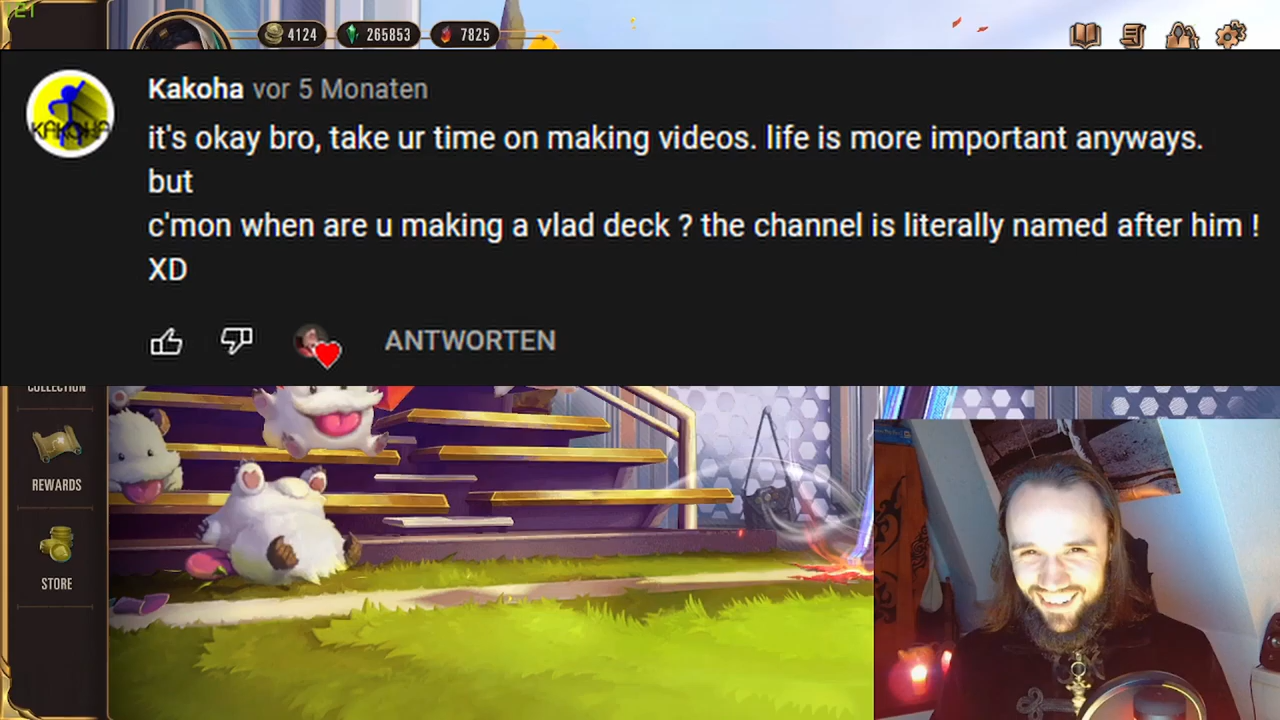 21
4124 265853 7825
KAKOHA
Kakoha vor 5 Monaten
it's okay bro, take ur time on making videos. life is more important anyways.
but
c'mon when are u making a vlad deck ? the channel is literally named after him !
XD
ANTWORTEN
COLLECTION
REWARDS
STORE